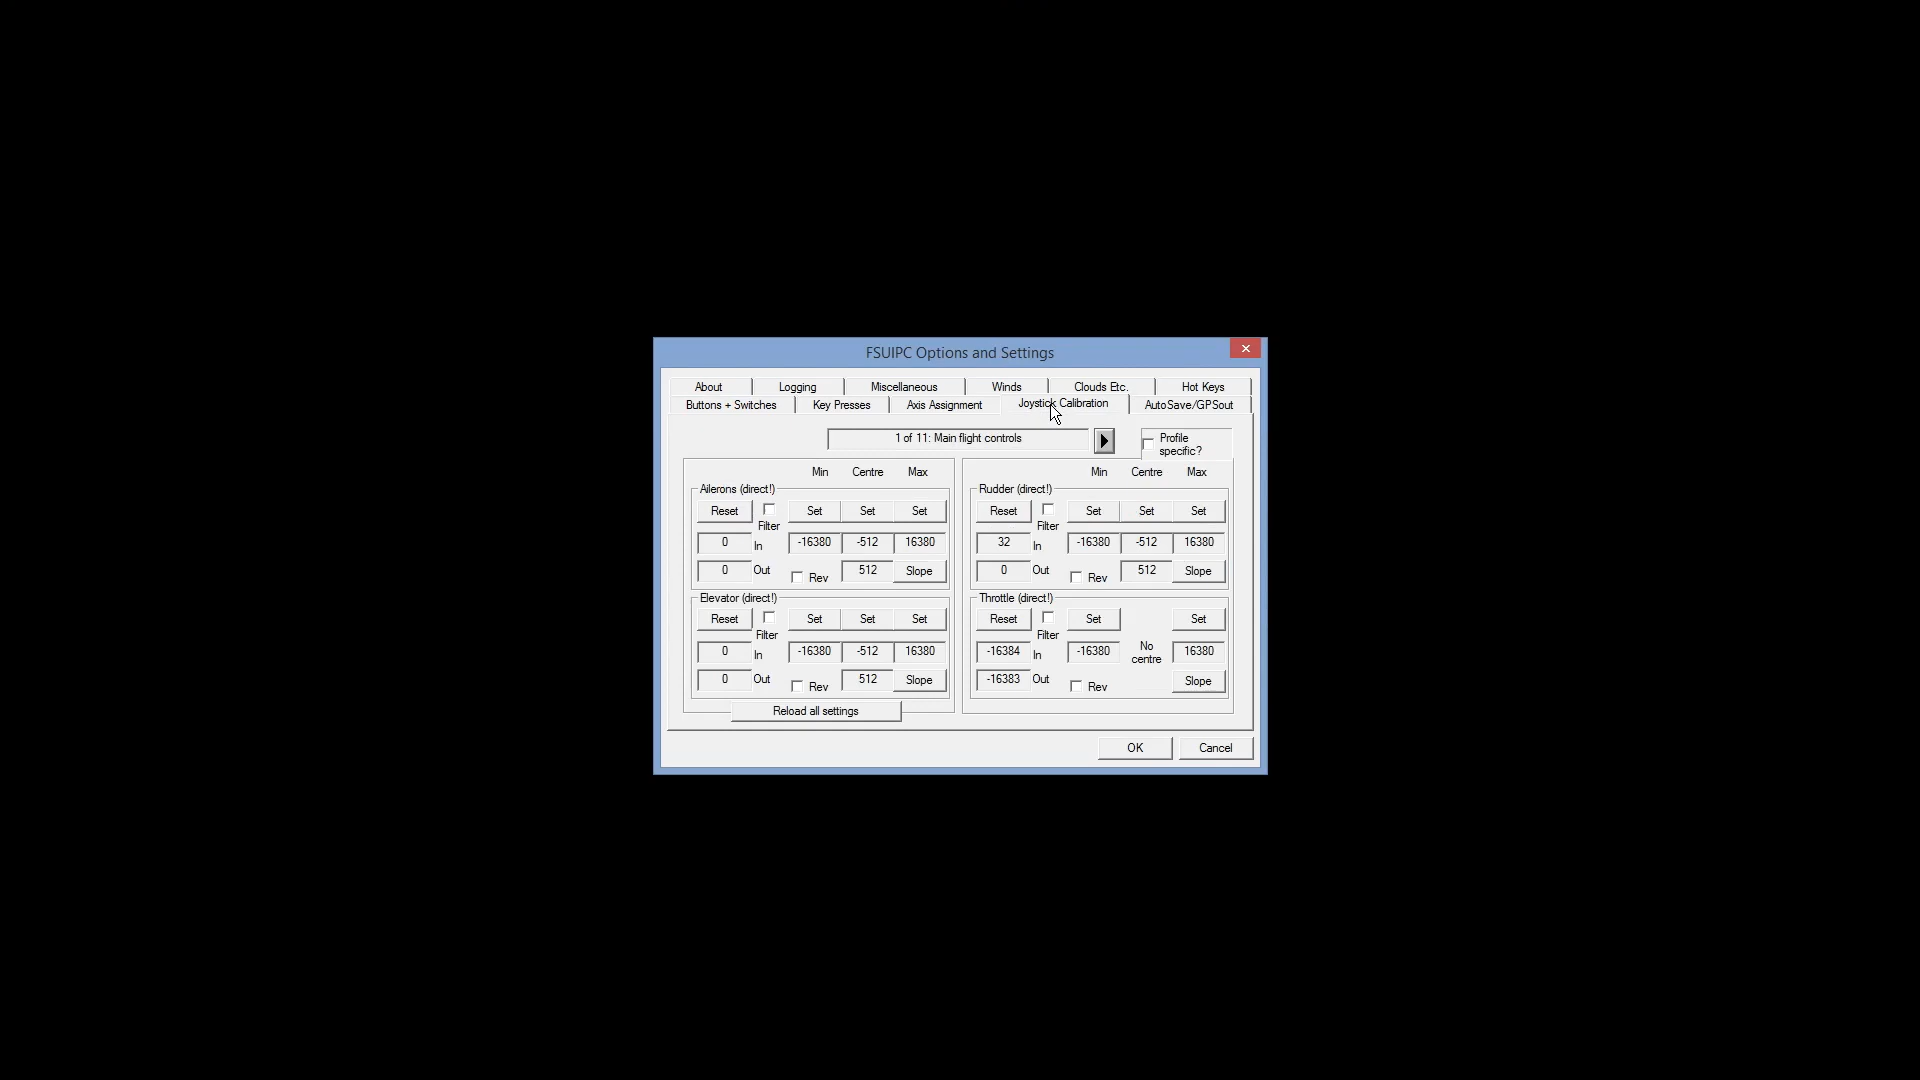 FSUIPC Options and Settings
About Logging Miscellaneous Winds Clouds Etc. Hot Keys
Buttons + Switches Key Presses Axis Assignment Joystick Calibration AutoSave/GPSout
1 of 11: Main flight controls
Profile specific?
Min Centre Max
Ailerons (direct!)
Reset Filter Set Set Set
0 In -16380 -512 16380
0 Out Rev 512 Slope
Elevator (direct!)
Reset Filter Set Set Set
0 In -16380 -512 16380
0 Out Rev 512 Slope
Reload all settings
Min Centre Max
Rudder (direct!)
Reset Filter Set Set Set
32 In -16380 -512 16380
0 Out Rev 512 Slope
Throttle (direct!)
Reset Filter Set Set
-16384 In -16380 No centre 16380
-16383 Out Rev Slope
OK Cancel